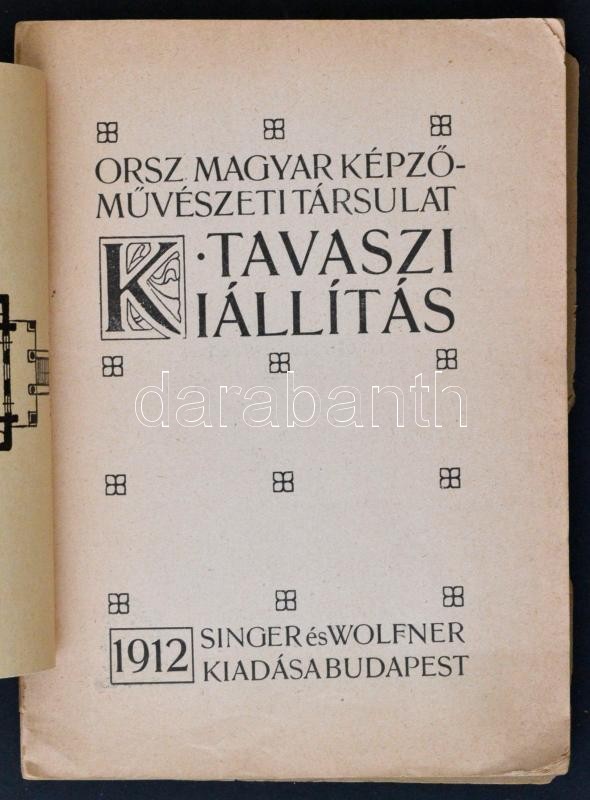 ORSZ. MAGYAR KÉPZŐ-
MŰVÉSZETI TÁRSULAT
· TAVASZI
KIÁLLÍTÁS
darabanth
1912 SINGER és WOLFNER
KIADÁSA BUDAPEST